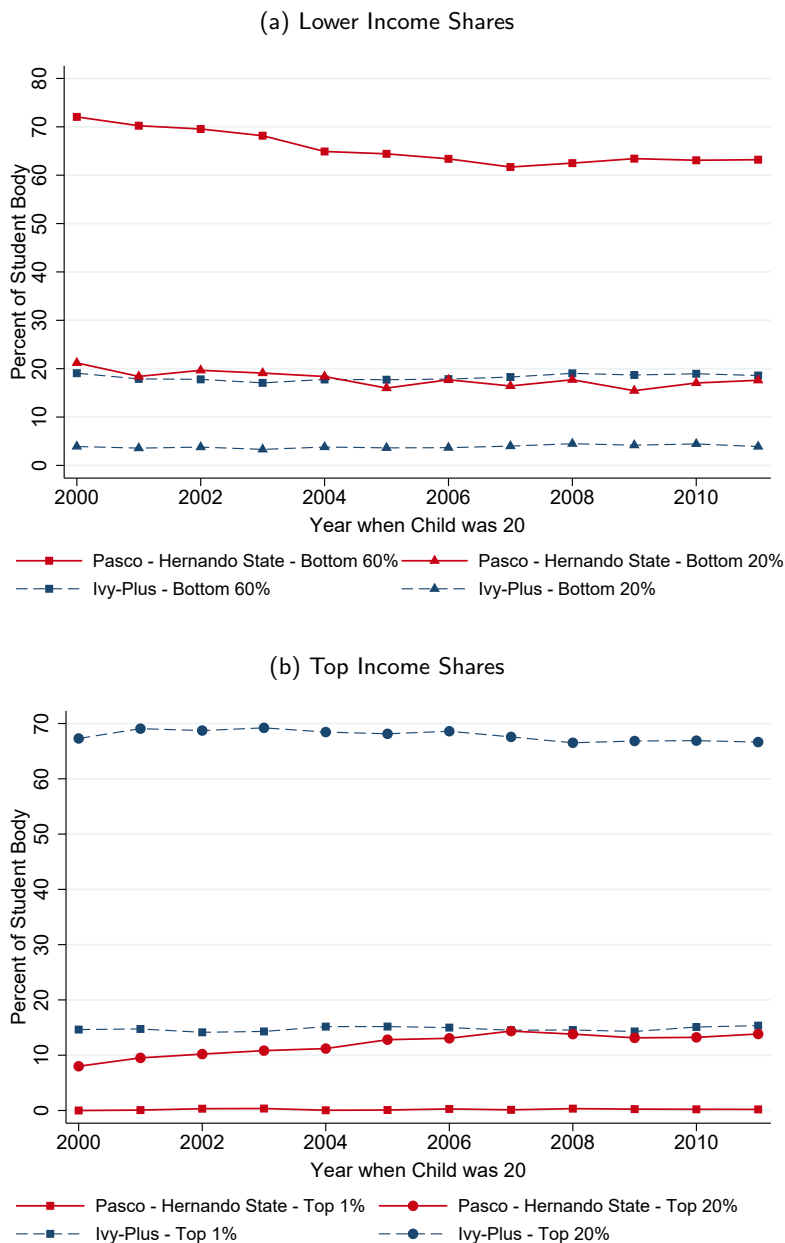 (a) Lower Income Shares
Percent of Student Body
80
70
60
50
40
30
20
10
0
2000 2002 2004 2006 2008 2010
Year when Child was 20
Pasco - Hernando State - Bottom 60% Pasco - Hernando State - Bottom 20%
Ivy-Plus - Bottom 60% Ivy-Plus - Bottom 20%
(b) Top Income Shares
Percent of Student Body
70
60
50
40
30
20
10
0
2000 2002 2004 2006 2008 2010
Year when Child was 20
Pasco - Hernando State - Top 1% Pasco - Hernando State - Top 20%
Ivy-Plus - Top 1% Ivy-Plus - Top 20%